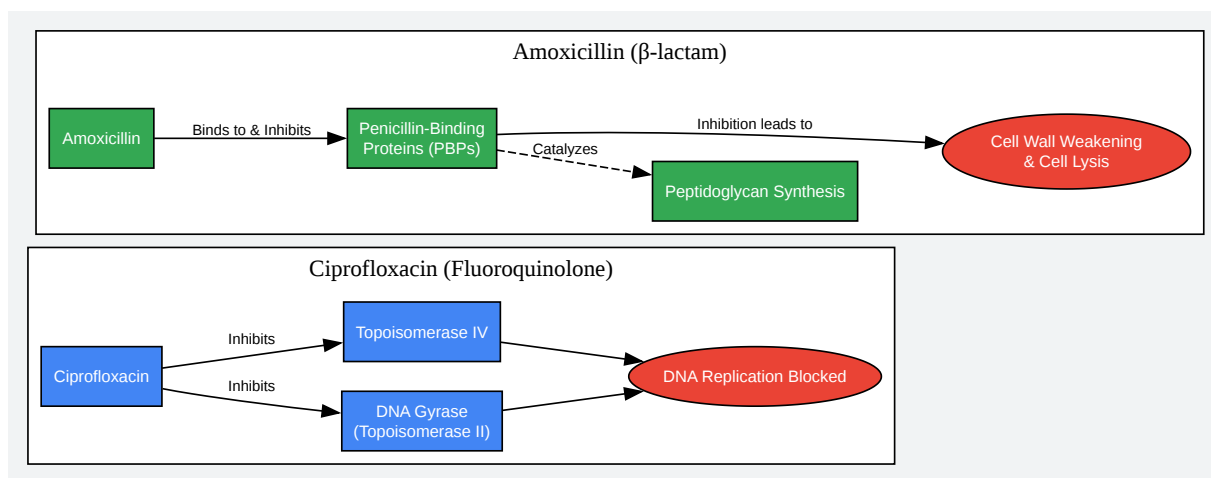 Amoxicillin (β-lactam)
Amoxicillin
Binds to & Inhibits
Penicillin-Binding
Proteins (PBPs)
Inhibition leads to
Catalyzes
Cell Wall Weakening
& Cell Lysis
Peptidoglycan Synthesis
Ciprofloxacin (Fluoroquinolone)
Ciprofloxacin
Inhibits
Topoisomerase IV
Inhibits
DNA Gyrase
(Topoisomerase II)
DNA Replication Blocked